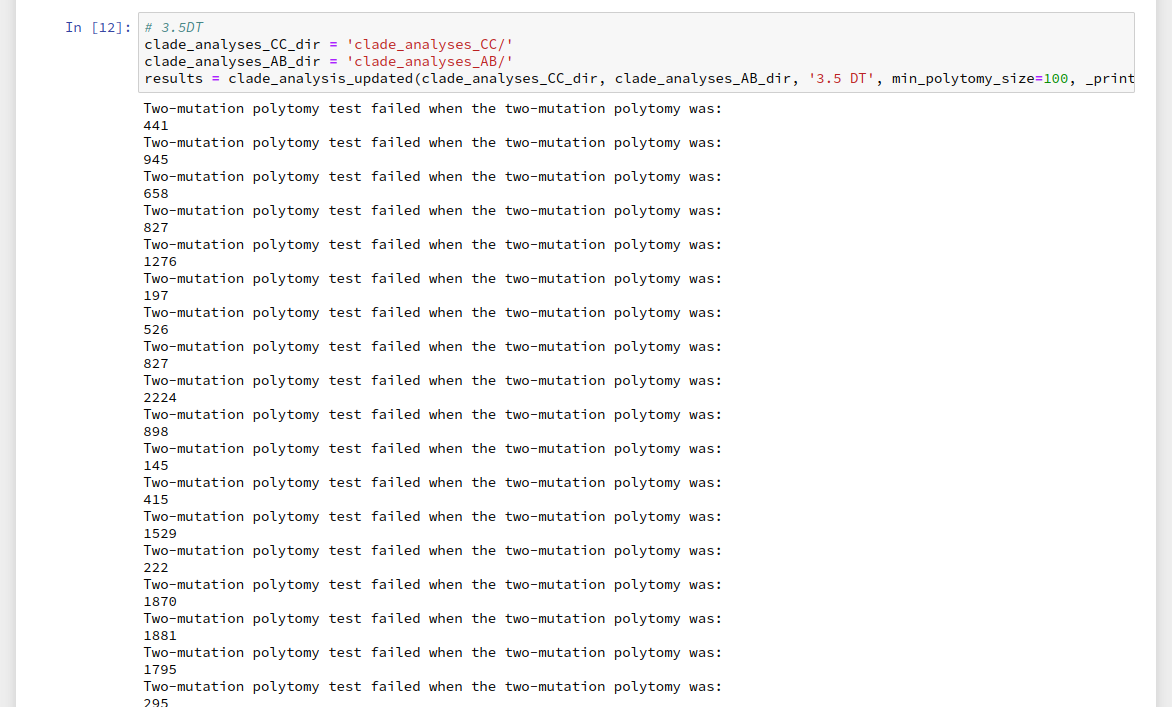 In [12]: # 3.5DT
clade_analyses_CC_dir = 'clade_analyses_CC/'
clade_analyses_AB_dir = 'clade_analyses_AB/'
results = clade_analysis_updated(clade_analyses_CC_dir, clade_analyses_AB_dir, '3.5 DT', min_polytomy_size=100, _print
Two-mutation polytomy test failed when the two-mutation polytomy was:
441
Two-mutation polytomy test failed when the two-mutation polytomy was:
945
Two-mutation polytomy test failed when the two-mutation polytomy was:
658
Two-mutation polytomy test failed when the two-mutation polytomy was:
827
Two-mutation polytomy test failed when the two-mutation polytomy was:
1276
Two-mutation polytomy test failed when the two-mutation polytomy was:
197
Two-mutation polytomy test failed when the two-mutation polytomy was:
526
Two-mutation polytomy test failed when the two-mutation polytomy was:
827
Two-mutation polytomy test failed when the two-mutation polytomy was:
2224
Two-mutation polytomy test failed when the two-mutation polytomy was:
898
Two-mutation polytomy test failed when the two-mutation polytomy was:
145
Two-mutation polytomy test failed when the two-mutation polytomy was:
415
Two-mutation polytomy test failed when the two-mutation polytomy was:
1529
Two-mutation polytomy test failed when the two-mutation polytomy was:
222
Two-mutation polytomy test failed when the two-mutation polytomy was:
1870
Two-mutation polytomy test failed when the two-mutation polytomy was:
1881
Two-mutation polytomy test failed when the two-mutation polytomy was:
1795
Two-mutation polytomy test failed when the two-mutation polytomy was:
295